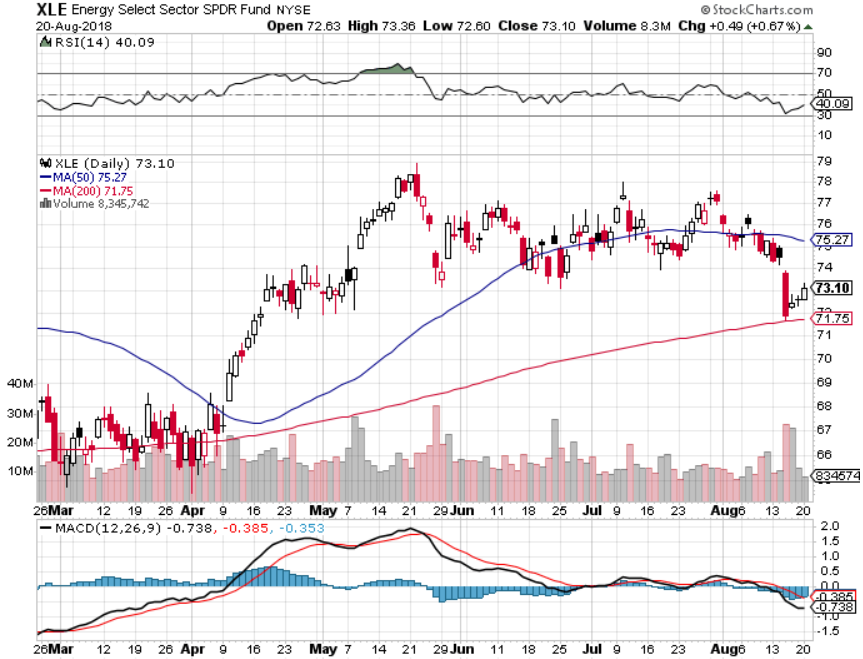 XLE Energy Select Sector SPDR Fund NYSE © StockCharts.com
20-Aug-2018 Open 72.63 High 73.36 Low 72.60 Close 73.10 Volume 8.3M Chg +0.49 (+0.67%)
RSI(14) 40.09
90
70
50
40.09
30
10
XLE (Daily) 73.10
MA(50) 75.27
MA(200) 71.75
Volume 8,345,742
79
78
77
76
75.27
74
73.10
71.75
71
70
69
68
67
66
40M
30M
20M
10M
834574
26 Mar 12 19 26 Apr 9 16 23 May 7 14 21 Jun 11 18 25 Jul 9 16 23 Aug 6 13 20
MACD(12,26,9) -0.738, -0.385, -0.353
2.0
1.5
1.0
0.5
0.0
-0.385
-0.738
-1.0
-1.5
26 Mar 12 19 26 Apr 9 16 23 May 7 14 21 Jun 11 18 25 Jul 9 16 23 Aug 6 13 20